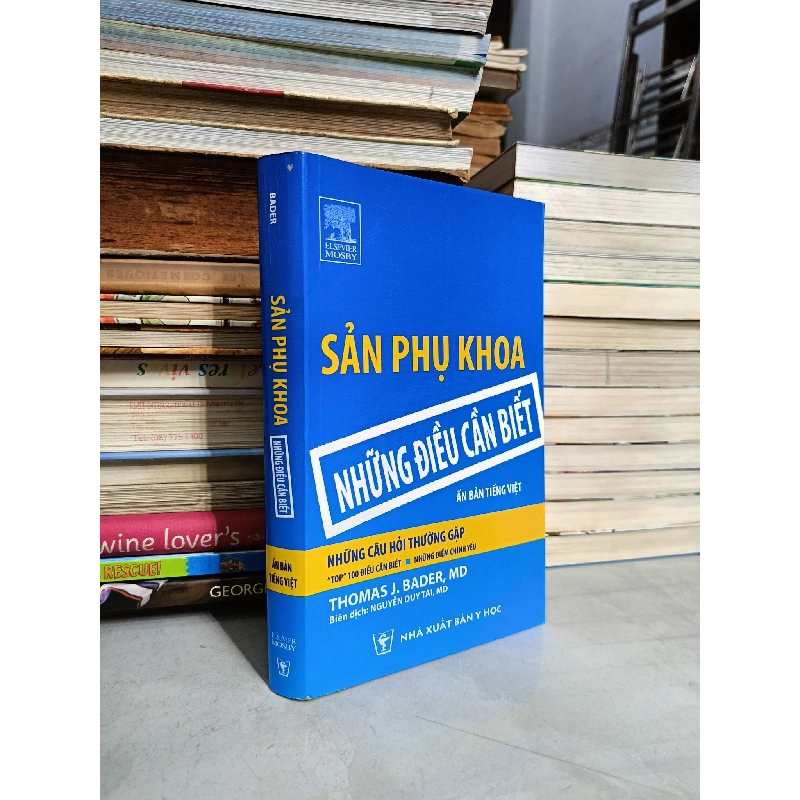 BADER
SẢN PHỤ KHOA
NHỮNG ĐIỀU CẦN BIẾT
ẤN BẢN TIẾNG VIỆT
ELSEVIER
MOSBY
ELSEVIER
MOSBY
SẢN PHỤ KHOA
NHỮNG ĐIỀU CẦN BIẾT
ẤN BẢN TIẾNG VIỆT
NHỮNG CÂU HỎI THƯỜNG GẶP
"TOP" 100 ĐIỀU CẦN BIẾT ■ NHỮNG ĐIỂM CHÍNH YẾU
THOMAS J. BADER, MD
Biên dịch: NGUYỄN DUY TÀI, MD
NHÀ XUẤT BẢN Y HỌC
wine lover's
RESCUE!
GEORG